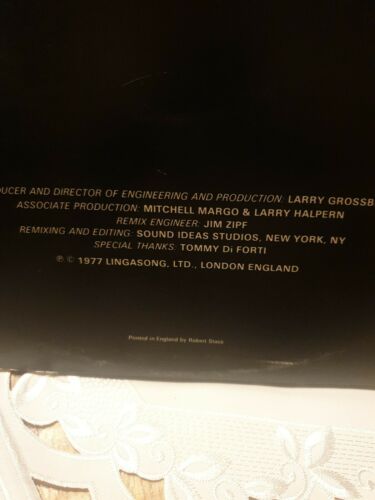 DUCER AND DIRECTOR OF ENGINEERING AND PRODUCTION: LARRY GROSSB
ASSOCIATE PRODUCTION: MITCHELL MARGO & LARRY HALPERN
REMIX ENGINEER: JIM ZIPF
REMIXING AND EDITING: SOUND IDEAS STUDIOS, NEW YORK, NY
SPECIAL THANKS: TOMMY Di FORTI
℗ © 1977 LINGASONG, LTD., LONDON ENGLAND
Printed in England by Robert Stace